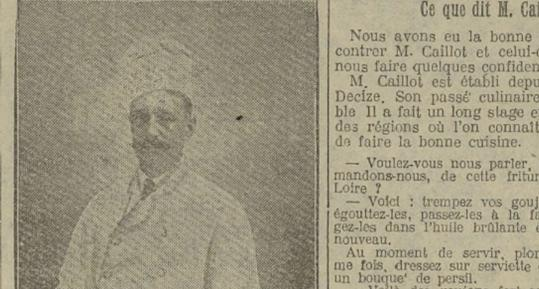 Ce que dit M. Cai
Nous avons eu la bonne
contrer M. Caillot et celui-c
nous faire quelques confiden
M. Caillot est établi depu
Decize. Son passé culinaire
ble Il a fait un long stage e
des régions où l'on connaît
de faire la bonne cuisine.
— Voulez-vous nous parler,
mandons-nous, de cette fritur
Loire ?
— Voici : trempez vos gouj
égouttez-les, passez-les à la fa
gez-les dans l'huile brûlante e
nouveau.
Au moment de servir, plon
me fois, dressez sur serviette
un bouque' de persil.